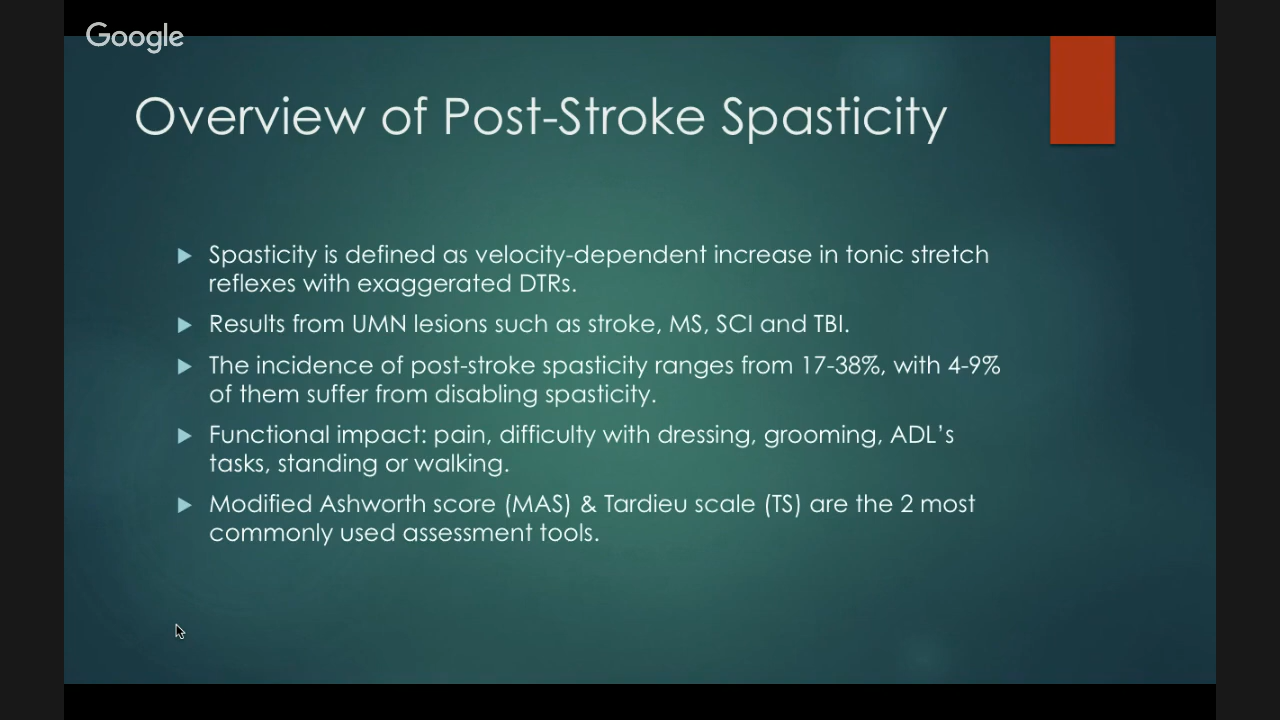 Google
Overview of Post-Stroke Spasticity
Spasticity is defined as velocity-dependent increase in tonic stretch
reflexes with exaggerated DTRs.
Results from UMN lesions such as stroke, MS, SCI and TBI.
The incidence of post-stroke spasticity ranges from 17-38%, with 4-9%
of them suffer from disabling spasticity.
Functional impact: pain, difficulty with dressing, grooming, ADL’s
tasks, standing or walking.
Modified Ashworth score (MAS) & Tardieu scale (TS) are the 2 most
commonly used assessment tools.